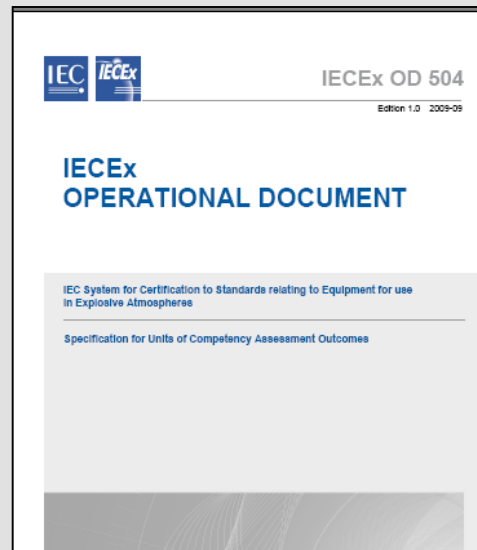 IEC IECEx
IECEx OD 504
Edition 1.0 2009-09
IECEx
OPERATIONAL DOCUMENT
IEC System for Certification to Standards relating to Equipment for use
in Explosive Atmospheres
Specification for Units of Competency Assessment Outcomes